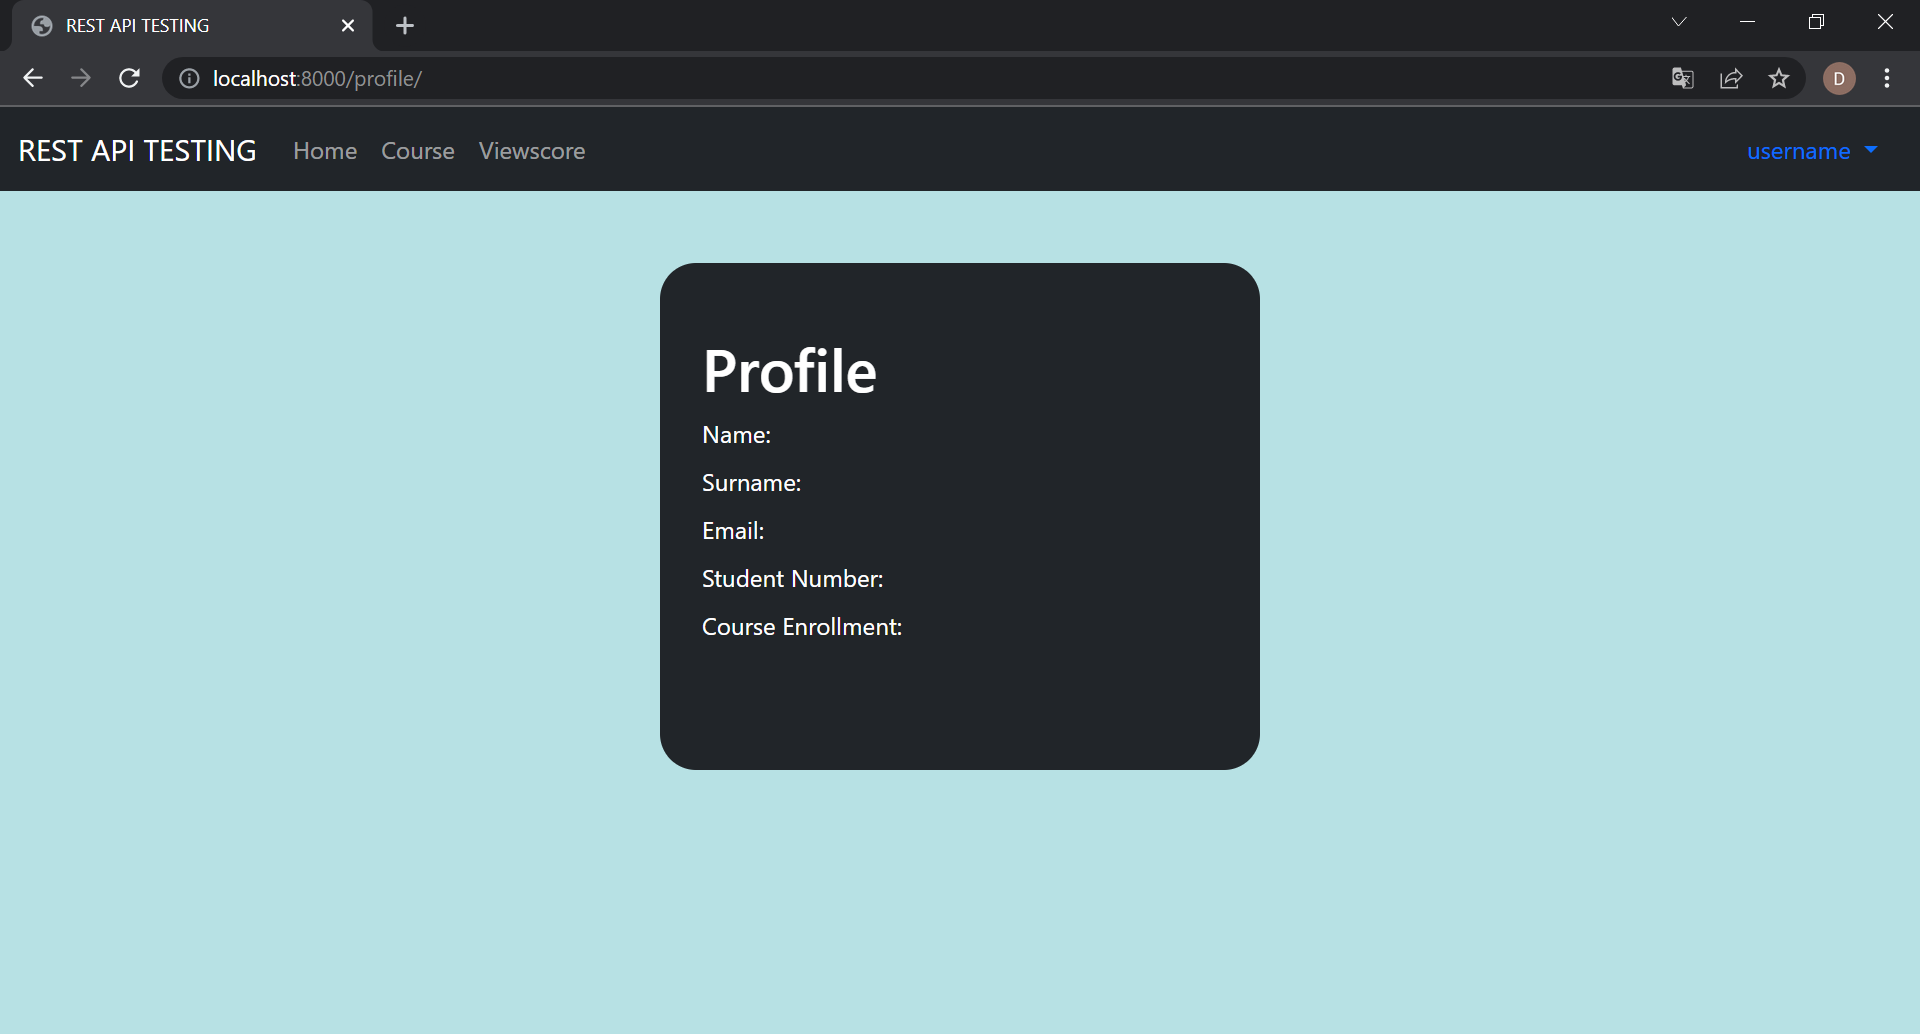 REST API TESTING
localhost:8000/profile/
D
REST API TESTING Home Course Viewscore username
Profile
Name:
Surname:
Email:
Student Number:
Course Enrollment: